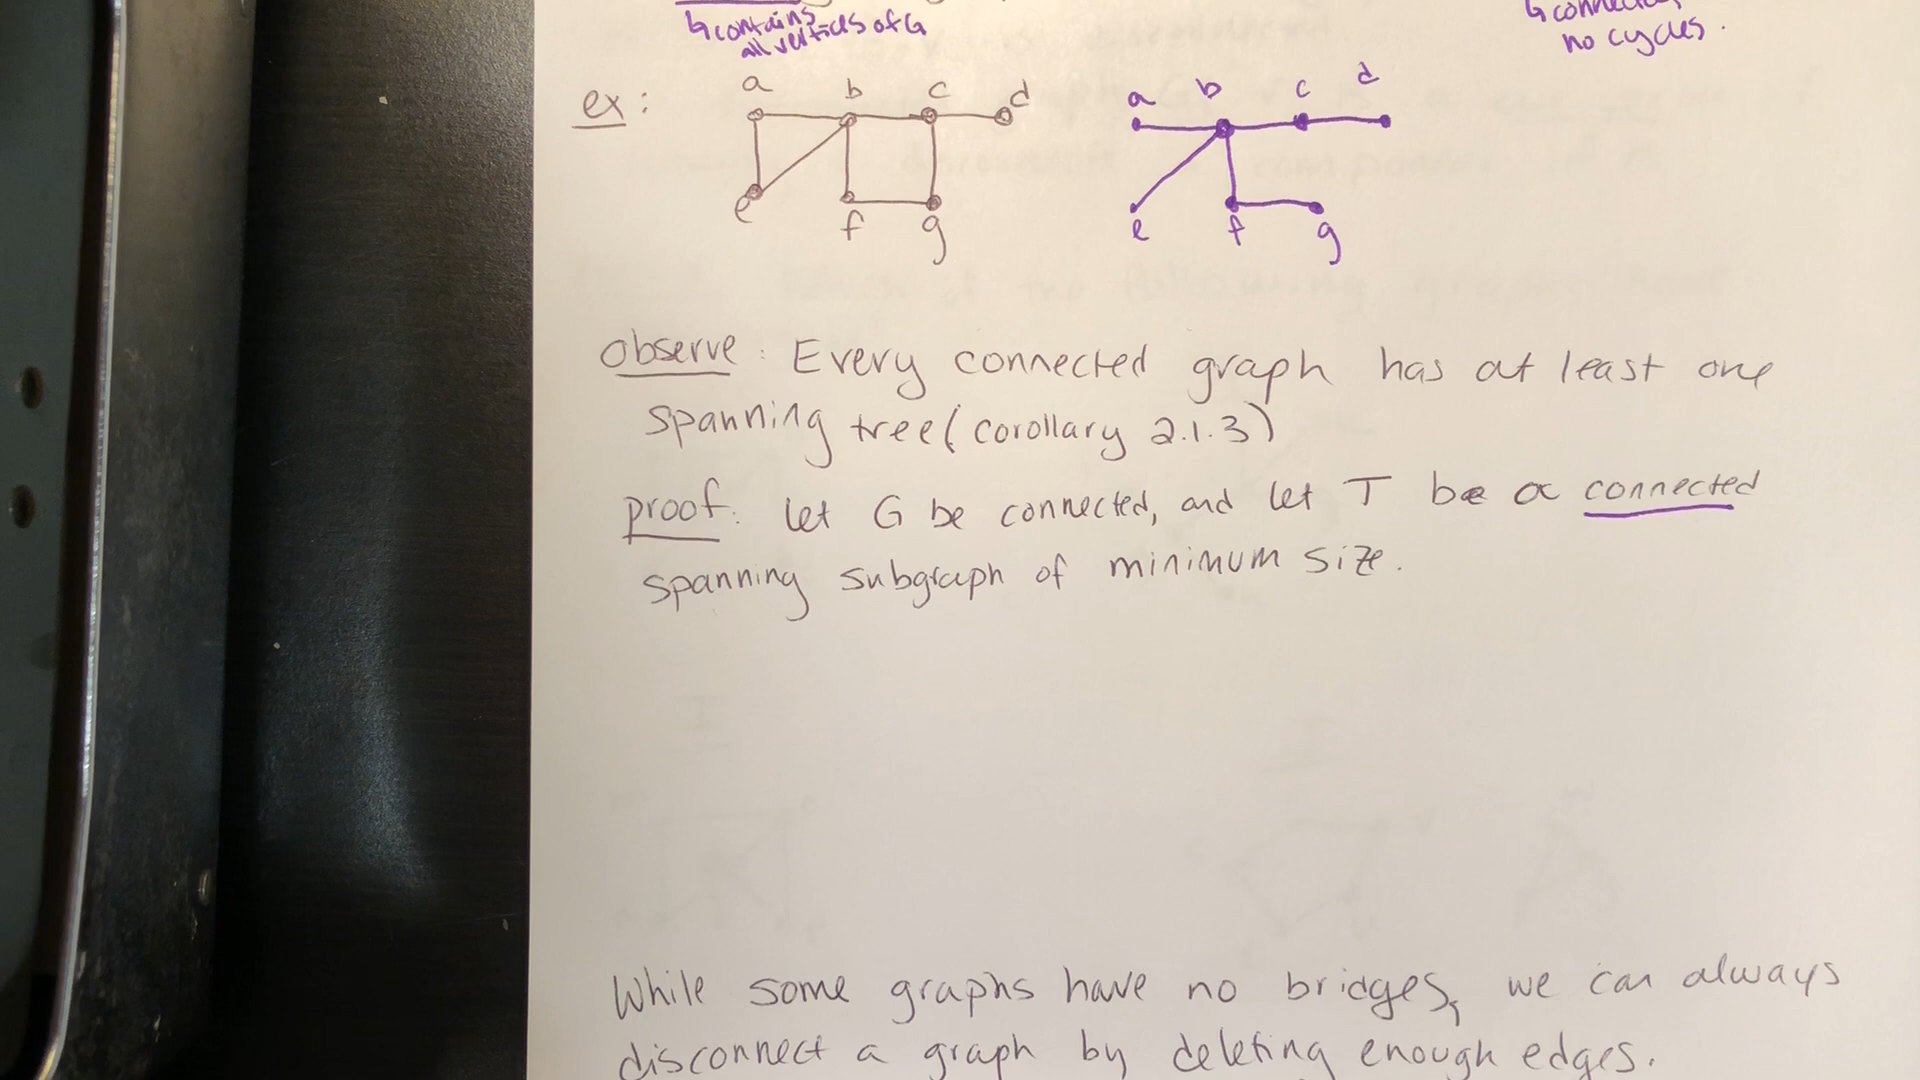 ↳ contains
all vertices of G
↳ connected,
no cycles.
ex:
a b c d
e f g
a b c d
e f g
Observe: Every connected graph has at least one
spanning tree (corollary 2.1.3)
proof: let G be connected, and let T be a connected
spanning subgraph of minimum size.
While some graphs have no bridges, we can always
disconnect a graph by deleting enough edges.